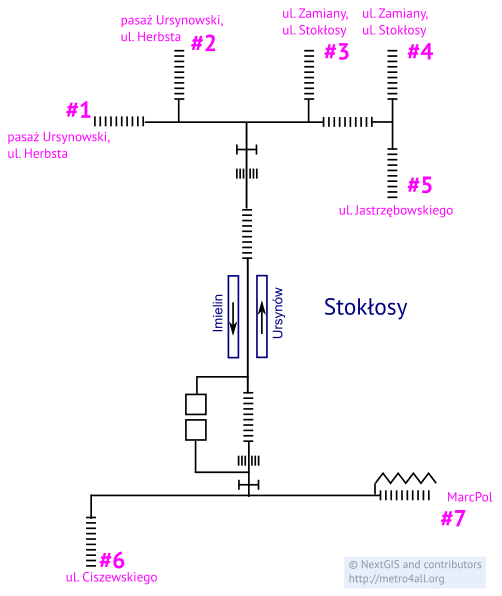 pasaż Ursynowski,
ul. Herbsta
#2
ul. Zamiany,
ul. Stokłosy
#3
ul. Zamiany,
ul. Stokłosy
#4
#1
pasaż Ursynowski,
ul. Herbsta
#5
ul. Jastrzębowskiego
Imielin
Ursynów
Stokłosy
MarcPol
#7
#6
ul. Ciszewskiego
© NextGIS and contributors
http://metro4all.org